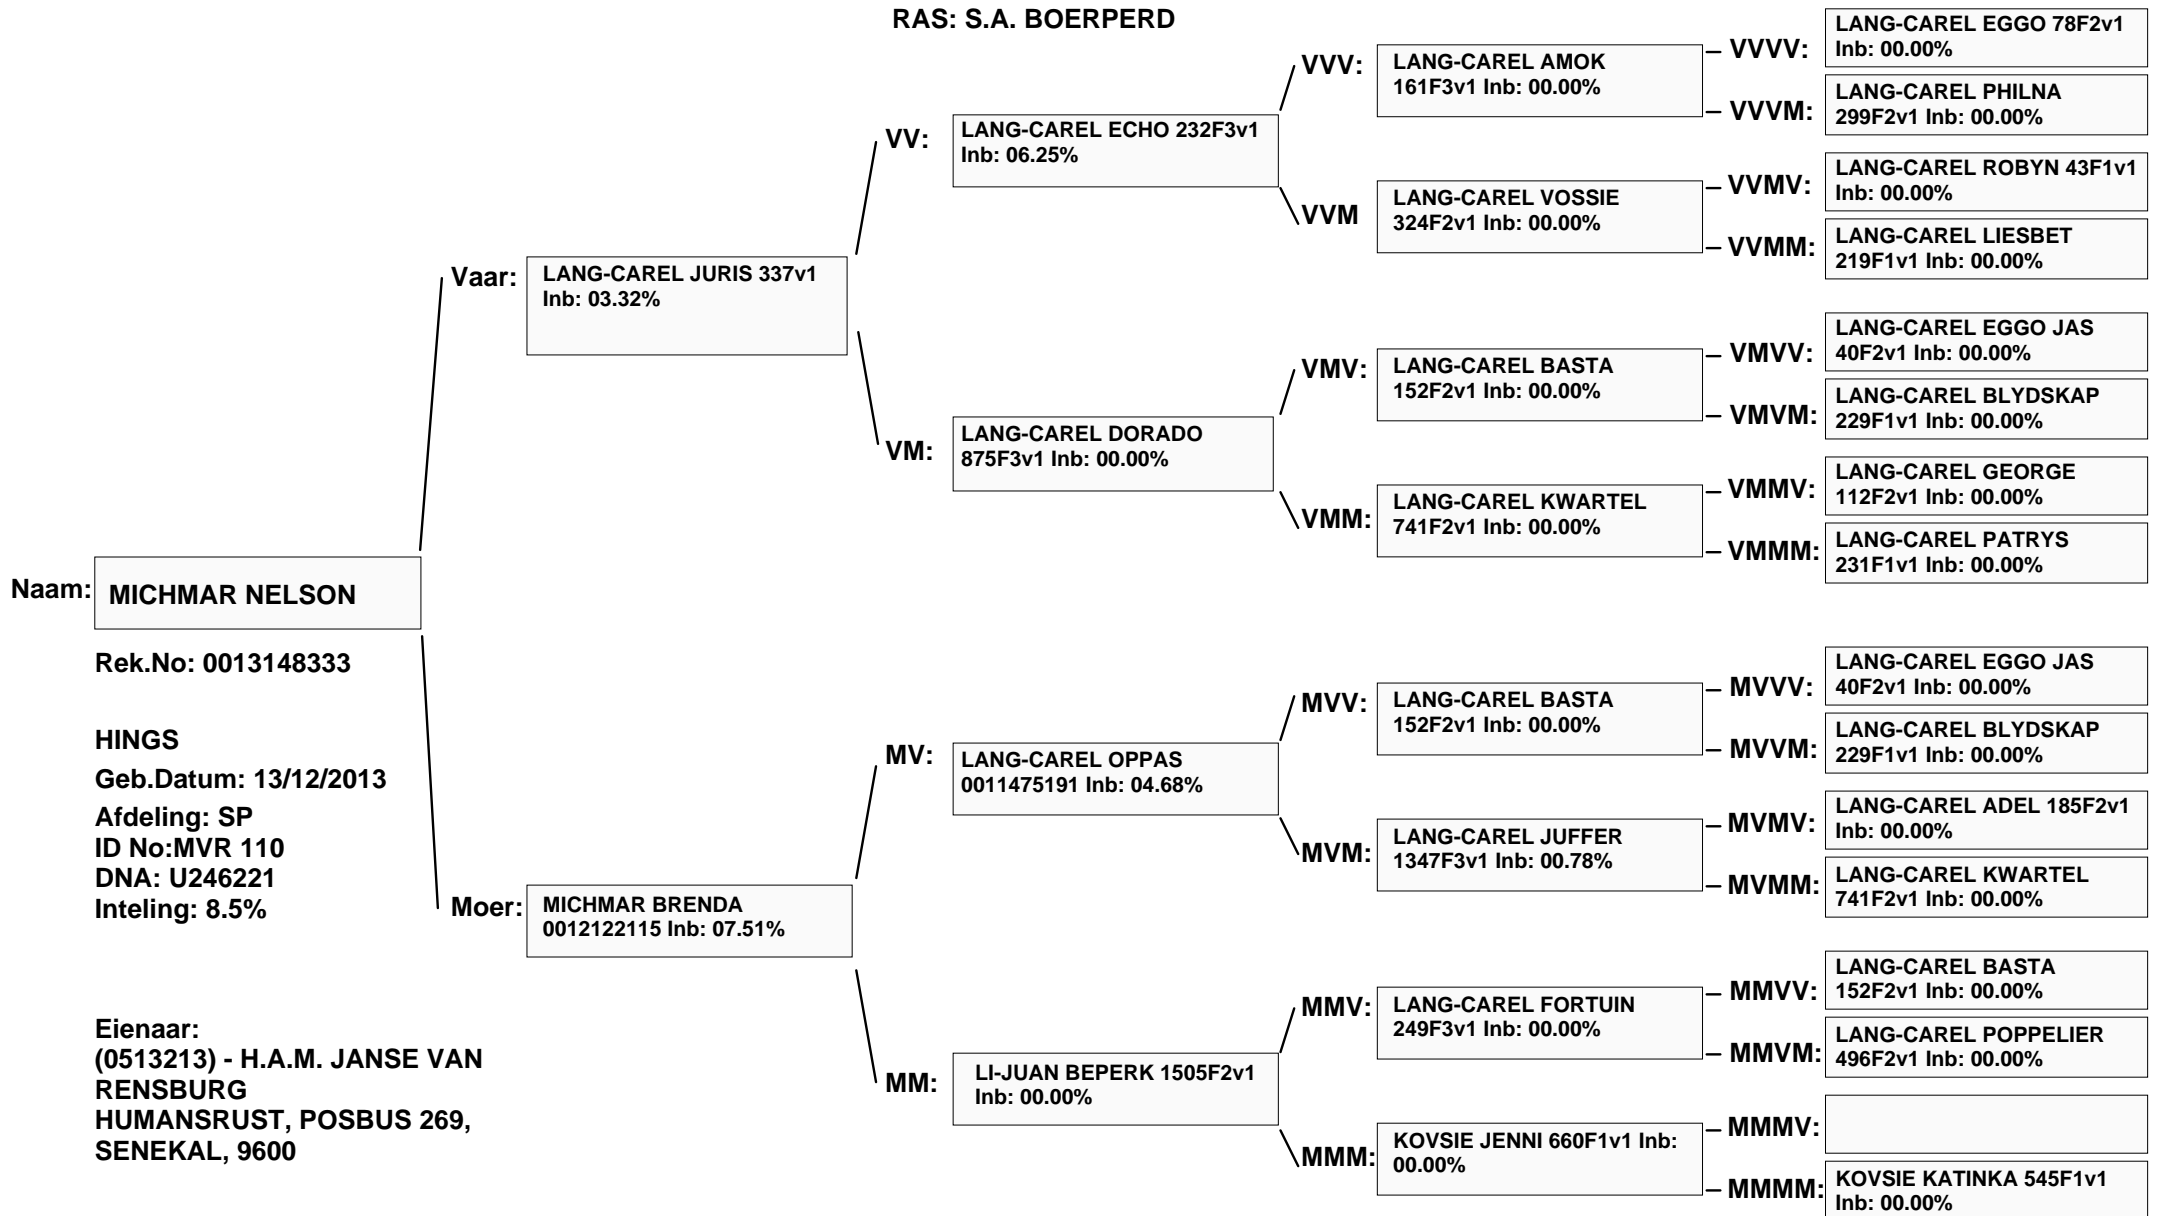 RAS: S.A. BOERPERD
Naam:
MICHMAR NELSON
Rek.No: 0013148333
HINGS
Geb.Datum: 13/12/2013
Afdeling: SP
ID No:MVR 110
DNA: U246221
Inteling: 8.5%
Eienaar:
(0513213) - H.A.M. JANSE VAN
RENSBURG
HUMANSRUST, POSBUS 269,
SENEKAL, 9600
Vaar:
LANG-CAREL JURIS 337v1
Inb: 03.32%
Moer:
MICHMAR BRENDA
0012122115 Inb: 07.51%
VV:
LANG-CAREL ECHO 232F3v1
Inb: 06.25%
VM:
LANG-CAREL DORADO
875F3v1 Inb: 00.00%
MV:
LANG-CAREL OPPAS
0011475191 Inb: 04.68%
MM:
LI-JUAN BEPERK 1505F2v1
Inb: 00.00%
VVV:
LANG-CAREL AMOK
161F3v1 Inb: 00.00%
VVM
LANG-CAREL VOSSIE
324F2v1 Inb: 00.00%
VMV:
LANG-CAREL BASTA
152F2v1 Inb: 00.00%
VMM:
LANG-CAREL KWARTEL
741F2v1 Inb: 00.00%
MVV:
LANG-CAREL BASTA
152F2v1 Inb: 00.00%
MVM:
LANG-CAREL JUFFER
1347F3v1 Inb: 00.78%
MMV:
LANG-CAREL FORTUIN
249F3v1 Inb: 00.00%
MMM:
KOVSIE JENNI 660F1v1 Inb:
00.00%
VVVV:
LANG-CAREL EGGO 78F2v1
Inb: 00.00%
VVVM:
LANG-CAREL PHILNA
299F2v1 Inb: 00.00%
VVMV:
LANG-CAREL ROBYN 43F1v1
Inb: 00.00%
VVMM:
LANG-CAREL LIESBET
219F1v1 Inb: 00.00%
VMVV:
LANG-CAREL EGGO JAS
40F2v1 Inb: 00.00%
VMVM:
LANG-CAREL BLYDSKAP
229F1v1 Inb: 00.00%
VMMV:
LANG-CAREL GEORGE
112F2v1 Inb: 00.00%
VMMM:
LANG-CAREL PATRYS
231F1v1 Inb: 00.00%
MVVV:
LANG-CAREL EGGO JAS
40F2v1 Inb: 00.00%
MVVM:
LANG-CAREL BLYDSKAP
229F1v1 Inb: 00.00%
MVMV:
LANG-CAREL ADEL 185F2v1
Inb: 00.00%
MVMM:
LANG-CAREL KWARTEL
741F2v1 Inb: 00.00%
MMVV:
LANG-CAREL BASTA
152F2v1 Inb: 00.00%
MMVM:
LANG-CAREL POPPELIER
496F2v1 Inb: 00.00%
MMMV:
MMMM:
KOVSIE KATINKA 545F1v1
Inb: 00.00%